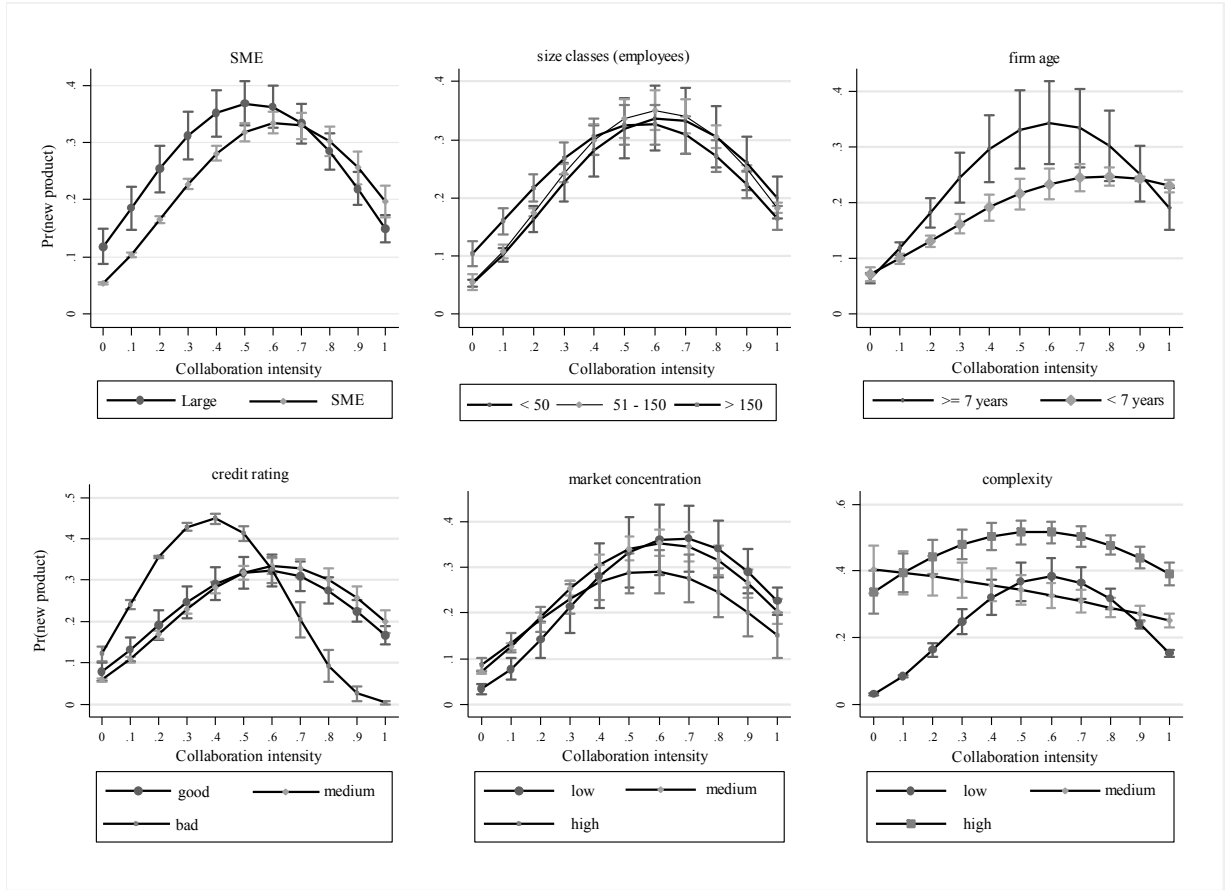 SME
Pr(new product)
.4
.3
.2
.1
0
0 .1 .2 .3 .4 .5 .6 .7 .8 .9 1
Collaboration intensity
Large SME
size classes (employees)
.4
.3
.2
.1
0
0 .1 .2 .3 .4 .5 .6 .7 .8 .9 1
Collaboration intensity
< 50 51 - 150 > 150
firm age
.4
.3
.2
.1
0
0 .1 .2 .3 .4 .5 .6 .7 .8 .9 1
Collaboration intensity
>= 7 years < 7 years
credit rating
Pr(new product)
.5
.4
.3
.2
.1
0
0 .1 .2 .3 .4 .5 .6 .7 .8 .9 1
Collaboration intensity
good medium
bad
market concentration
.4
.3
.2
.1
0
0 .1 .2 .3 .4 .5 .6 .7 .8 .9 1
Collaboration intensity
low medium
high
complexity
.6
.4
.2
0
0 .1 .2 .3 .4 .5 .6 .7 .8 .9 1
Collaboration intensity
low medium
high